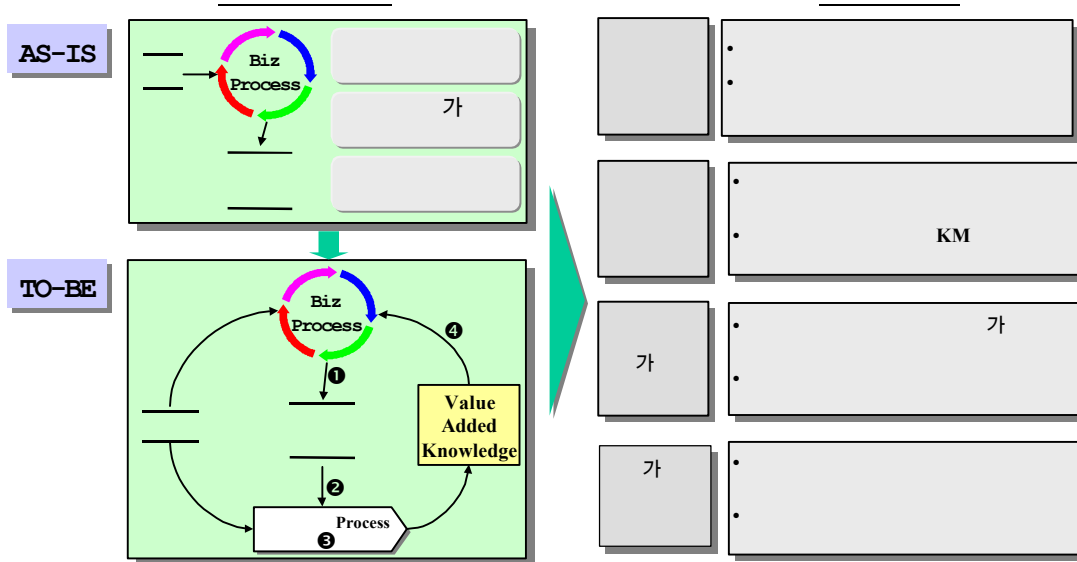 AS-IS
Biz
Process
가
TO-BE
Biz
Process
❶
❷
Process
❸
❹
Value
Added
Knowledge
•
•
•
• KM
가
• 가
•
가
•
•